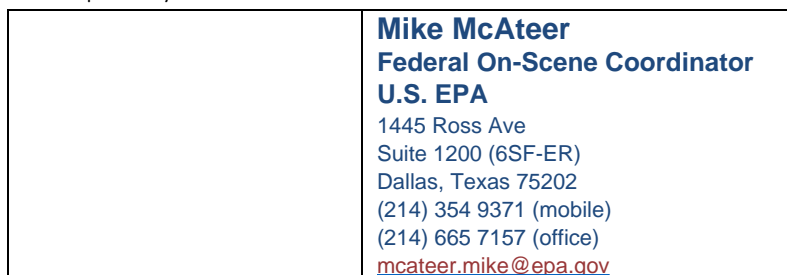 Mike McAteer
Federal On-Scene Coordinator
U.S. EPA
1445 Ross Ave
Suite 1200 (6SF-ER)
Dallas, Texas 75202
(214) 354 9371 (mobile)
(214) 665 7157 (office)
mcateer.mike@epa.gov